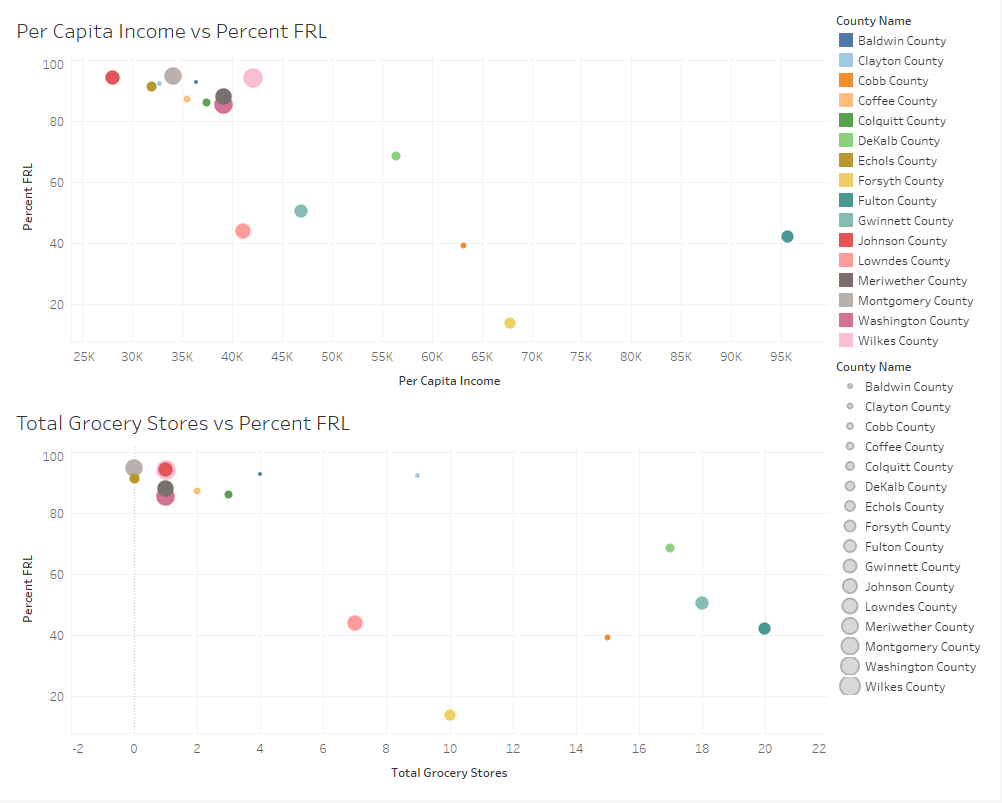 Per Capita Income vs Percent FRL
100
80
60
40
20
Percent FRL
25K 30K 35K 40K 45K 50K 55K 60K 65K 70K 75K 80K 85K 90K 95K
Per Capita Income
Total Grocery Stores vs Percent FRL
100
80
60
40
20
Percent FRL
-2 0 2 4 6 8 10 12 14 16 18 20 22
Total Grocery Stores
County Name
Baldwin County
Clayton County
Cobb County
Coffee County
Colquitt County
DeKalb County
Echols County
Forsyth County
Fulton County
Gwinnett County
Johnson County
Lowndes County
Meriwether County
Montgomery County
Washington County
Wilkes County
County Name
Baldwin County
Clayton County
Cobb County
Coffee County
Colquitt County
DeKalb County
Echols County
Forsyth County
Fulton County
Gwinnett County
Johnson County
Lowndes County
Meriwether County
Montgomery County
Washington County
Wilkes County